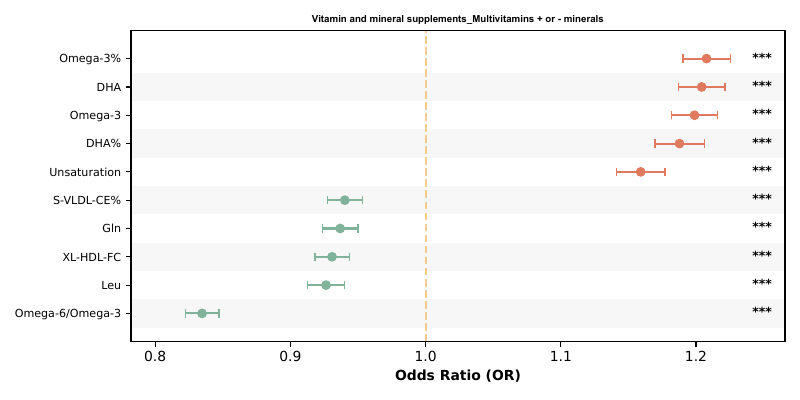 Vitamin and mineral supplements_Multivitamins + or - minerals
Omega-3% ***
DHA ***
Omega-3 ***
DHA% ***
Unsaturation ***
S-VLDL-CE% ***
Gln ***
XL-HDL-FC ***
Leu ***
Omega-6/Omega-3 ***
0.8 0.9 1.0 1.1 1.2
Odds Ratio (OR)